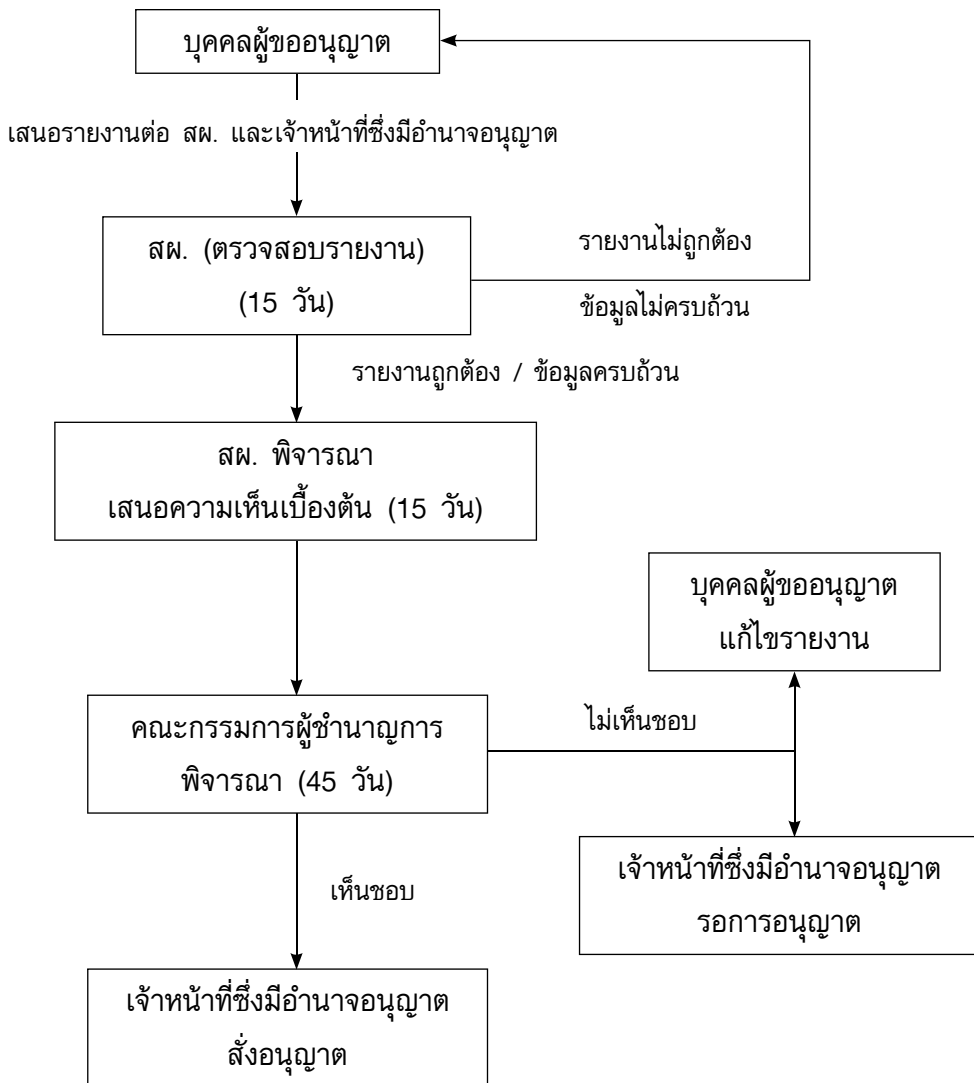 บุคคลผู้ขออนุญาต
เสนอรายงานต่อ สผ. และเจ้าหน้าที่ซึ่งมีอำนาจอนุญาต
สผ. (ตรวจสอบรายงาน)
(15 วัน)
รายงานไม่ถูกต้อง
ข้อมูลไม่ครบถ้วน
รายงานถูกต้อง / ข้อมูลครบถ้วน
สผ. พิจารณา
เสนอความเห็นเบื้องต้น (15 วัน)
บุคคลผู้ขออนุญาต
แก้ไขรายงาน
คณะกรรมการผู้ชำนาญการ
พิจารณา (45 วัน)
ไม่เห็นชอบ
เจ้าหน้าที่ซึ่งมีอำนาจอนุญาต
รอการอนุญาต
เห็นชอบ
เจ้าหน้าที่ซึ่งมีอำนาจอนุญาต
สั่งอนุญาต